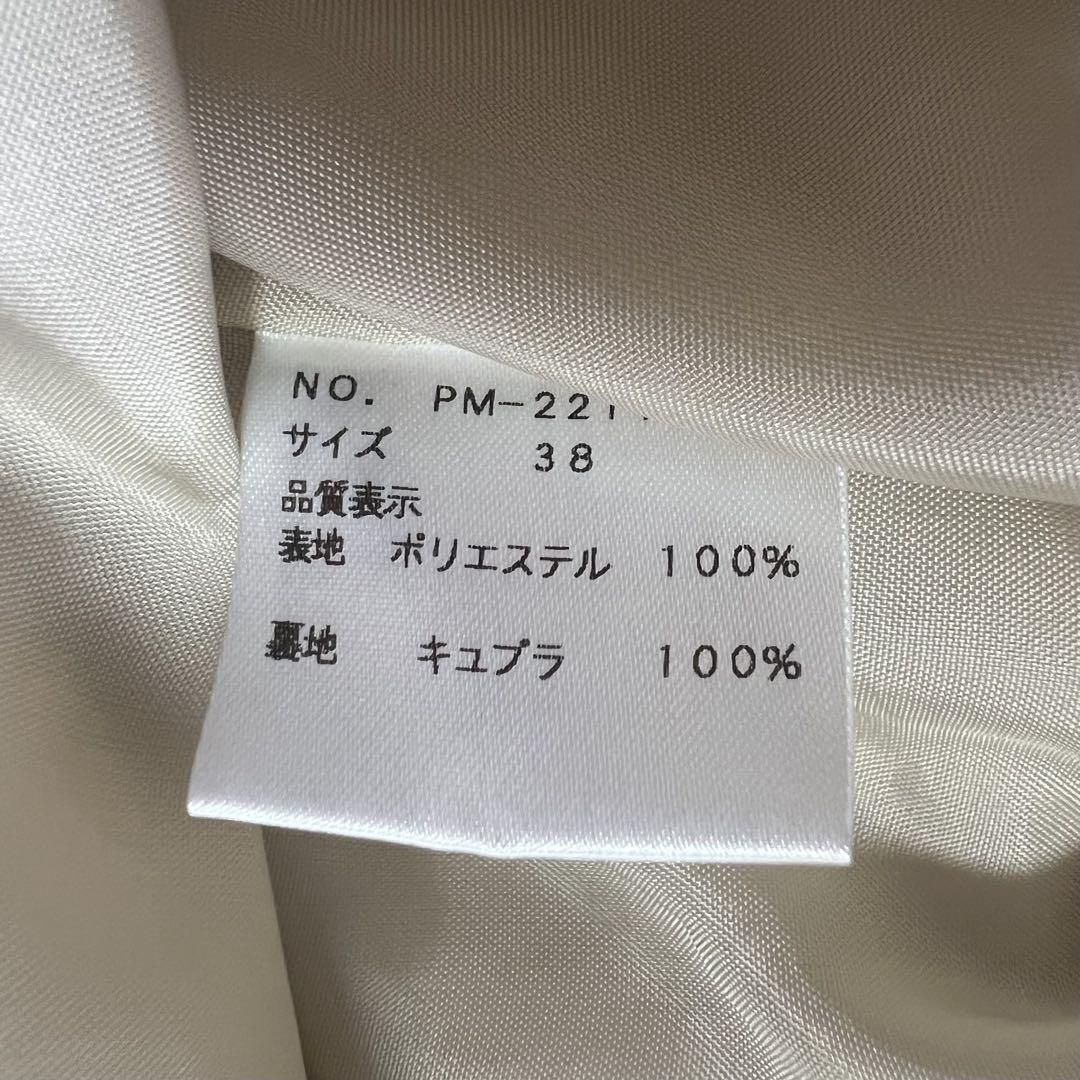 NO. PM-221
サイズ 38
品質表示
表地 ポリエステル 100%
裏地 キュプラ 100%